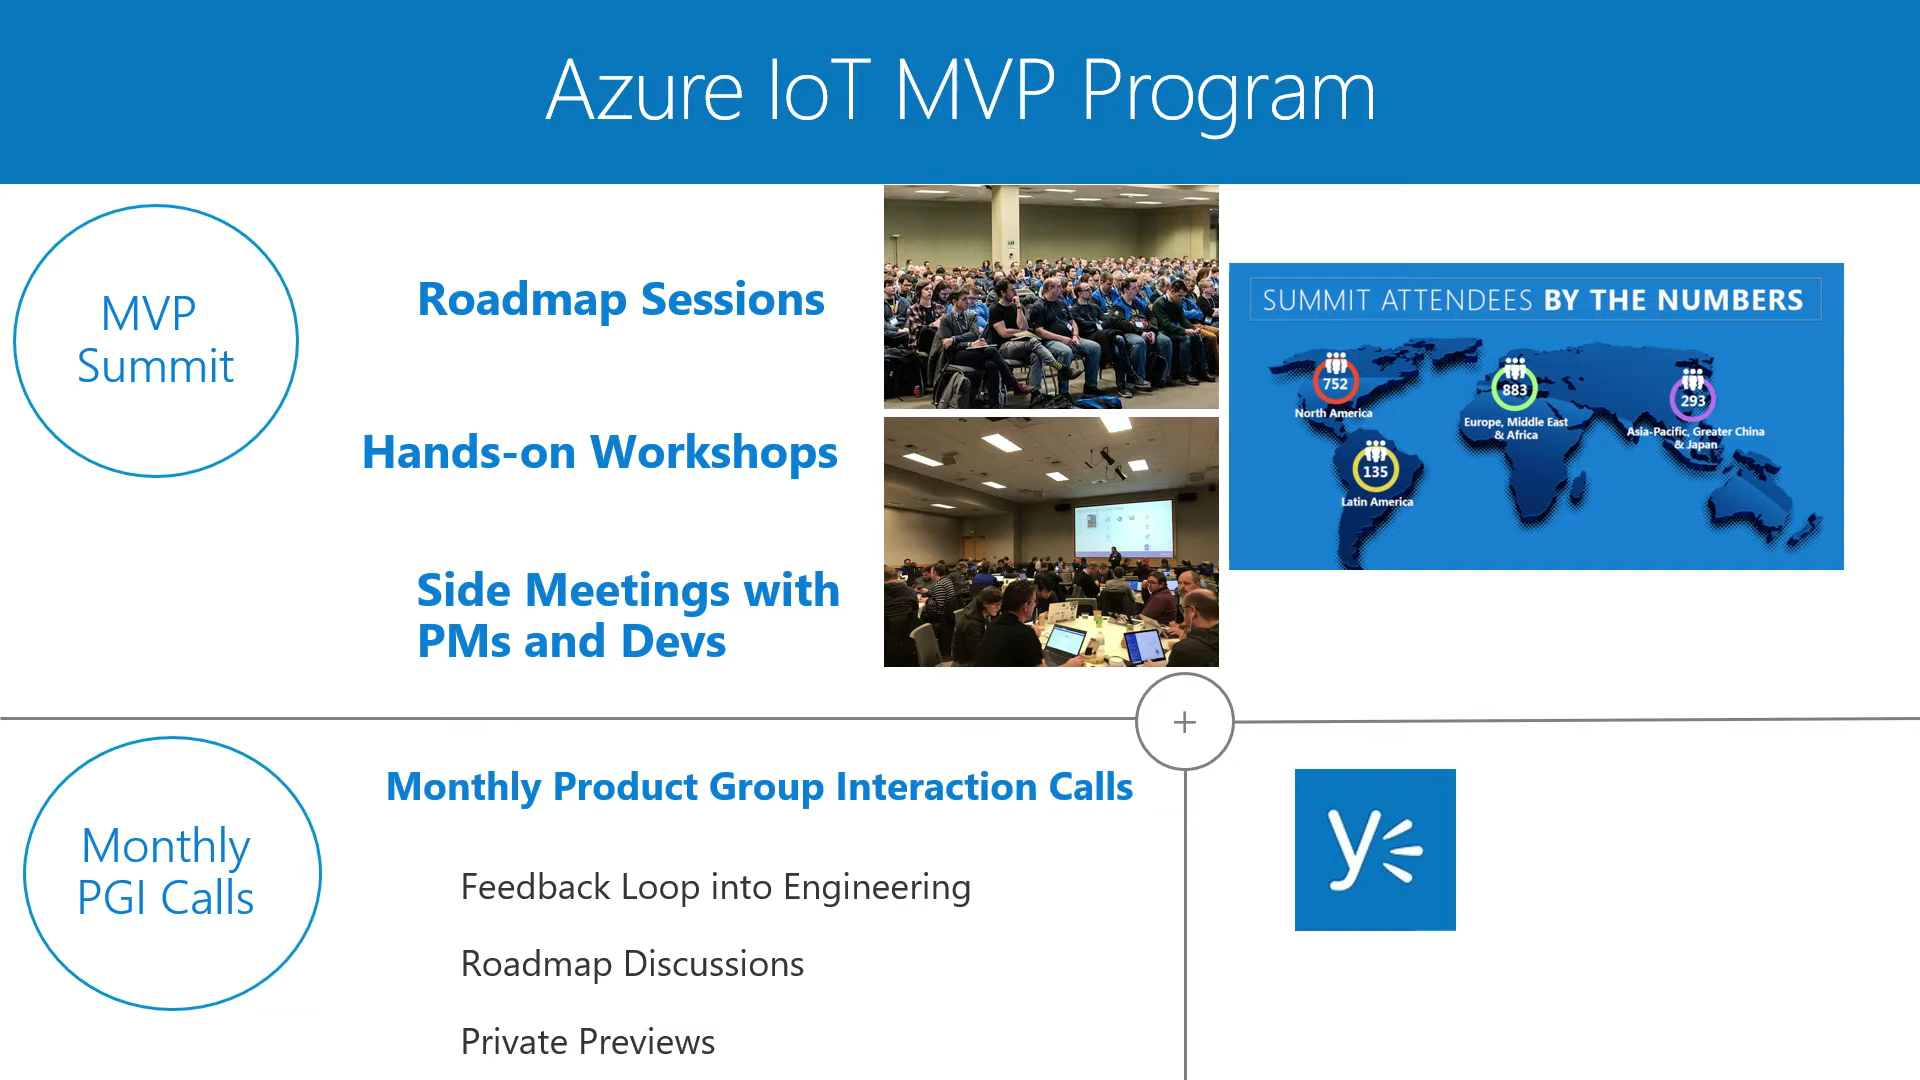 Azure IoT MVP Program
MVP
Summit
Roadmap Sessions
Hands-on Workshops
Side Meetings with
PMs and Devs
SUMMIT ATTENDEES BY THE NUMBERS
752
North America
883
Europe, Middle East
& Africa
293
Asia-Pacific, Greater China
& Japan
135
Latin America
+
Monthly
PGI Calls
Monthly Product Group Interaction Calls
Feedback Loop into Engineering
Roadmap Discussions
Private Previews
y